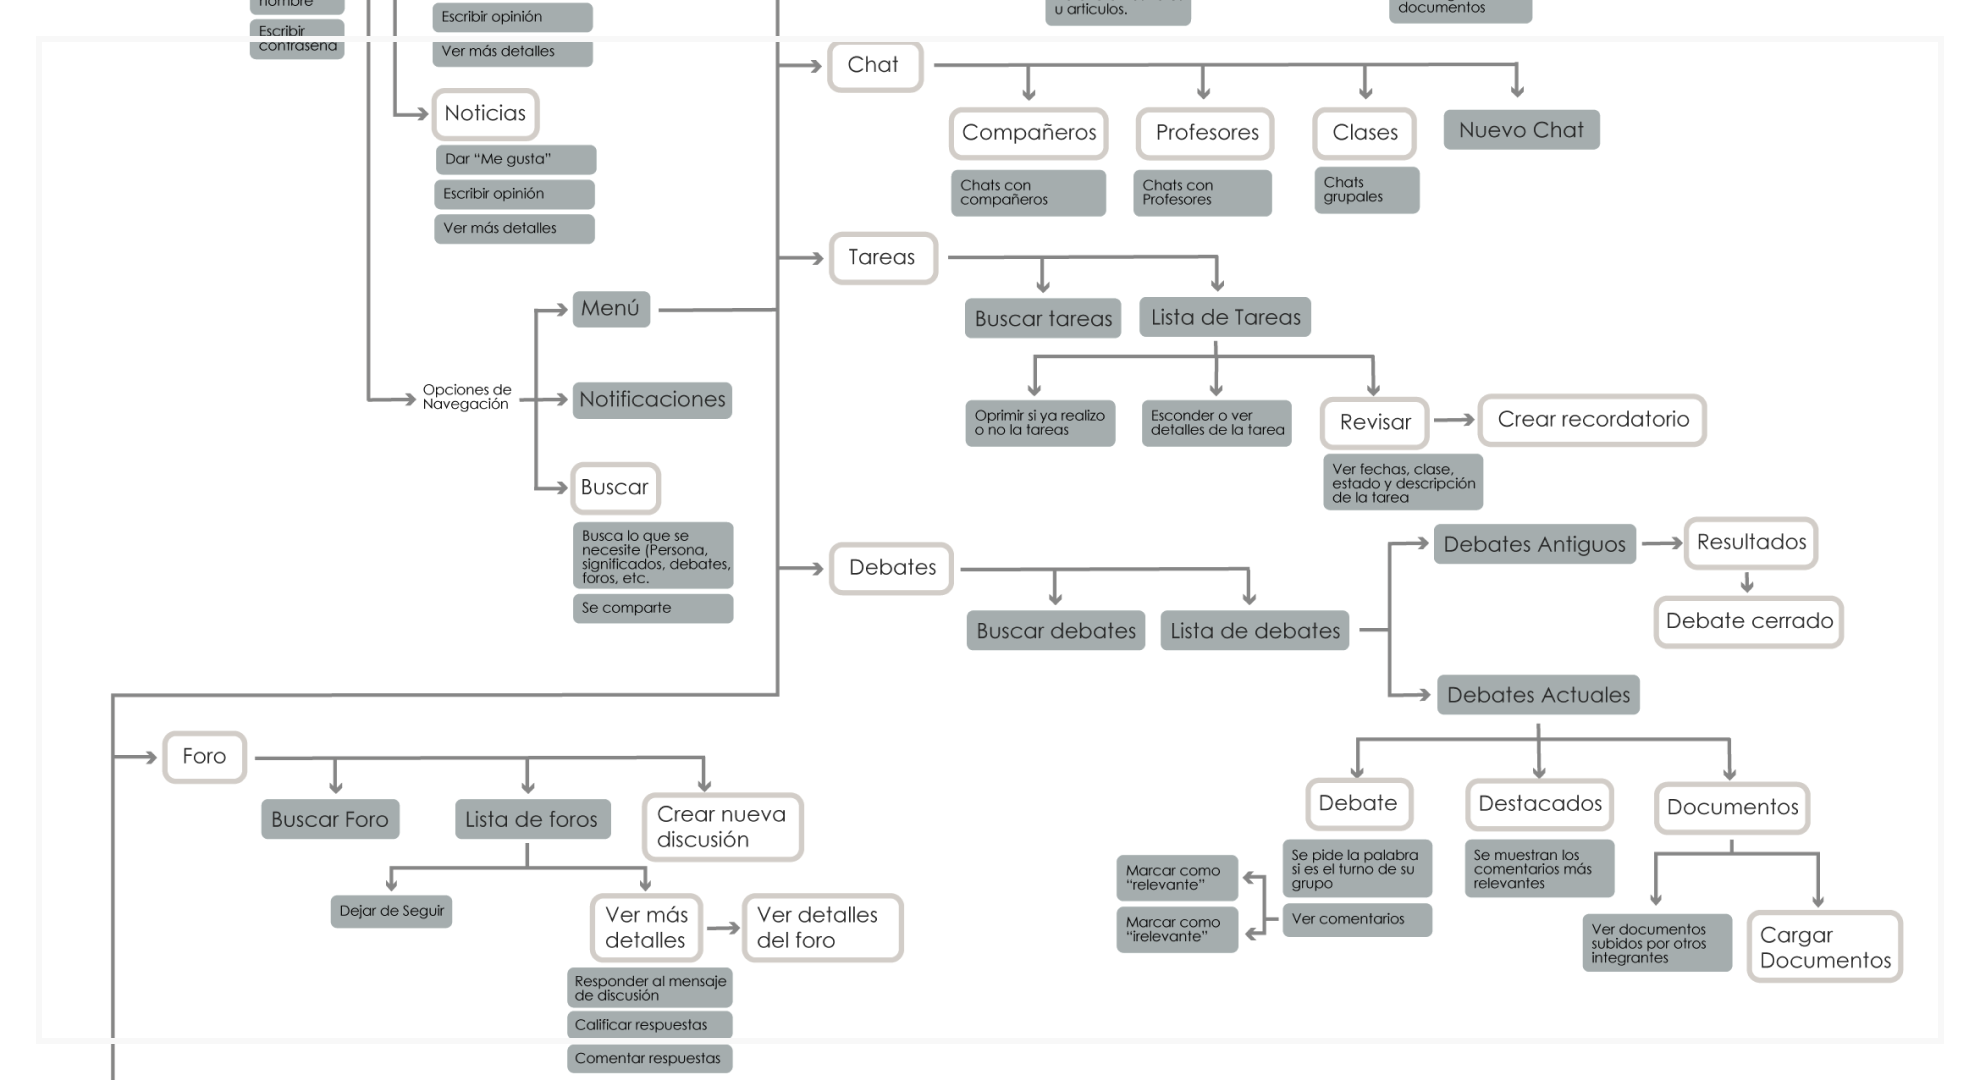 nombre
Escribir
contraseña
Escribir opinión
Ver más detalles
u articulos.
documentos
Noticias
Dar “Me gusta”
Escribir opinión
Ver más detalles
Chat
Compañeros
Profesores
Clases
Nuevo Chat
Chats con
compañeros
Chats con
Profesores
Chats
grupales
Tareas
Buscar tareas
Lista de Tareas
Oprimir si ya realizo
o no la tareas
Esconder o ver
detalles de la tarea
Revisar
Crear recordatorio
Ver fechas, clase,
estado y descripción
de la tarea
Opciones de
Navegación
Menú
Notificaciones
Buscar
Busca lo que se
necesite (Persona,
significados, debates,
foros, etc.
Se comparte
Debates
Buscar debates
Lista de debates
Debates Antiguos
Resultados
Debate cerrado
Debates Actuales
Debate
Destacados
Documentos
Se pide la palabra
si es el turno de su
grupo
Ver comentarios
Marcar como
“relevante”
Marcar como
“irelevante”
Se muestran los
comentarios más
relevantes
Ver documentos
subidos por otros
integrantes
Cargar
Documentos
Foro
Buscar Foro
Lista de foros
Crear nueva
discusión
Dejar de Seguir
Ver más
detalles
Ver detalles
del foro
Responder al mensaje
de discusión
Calificar respuestas
Comentar respuestas